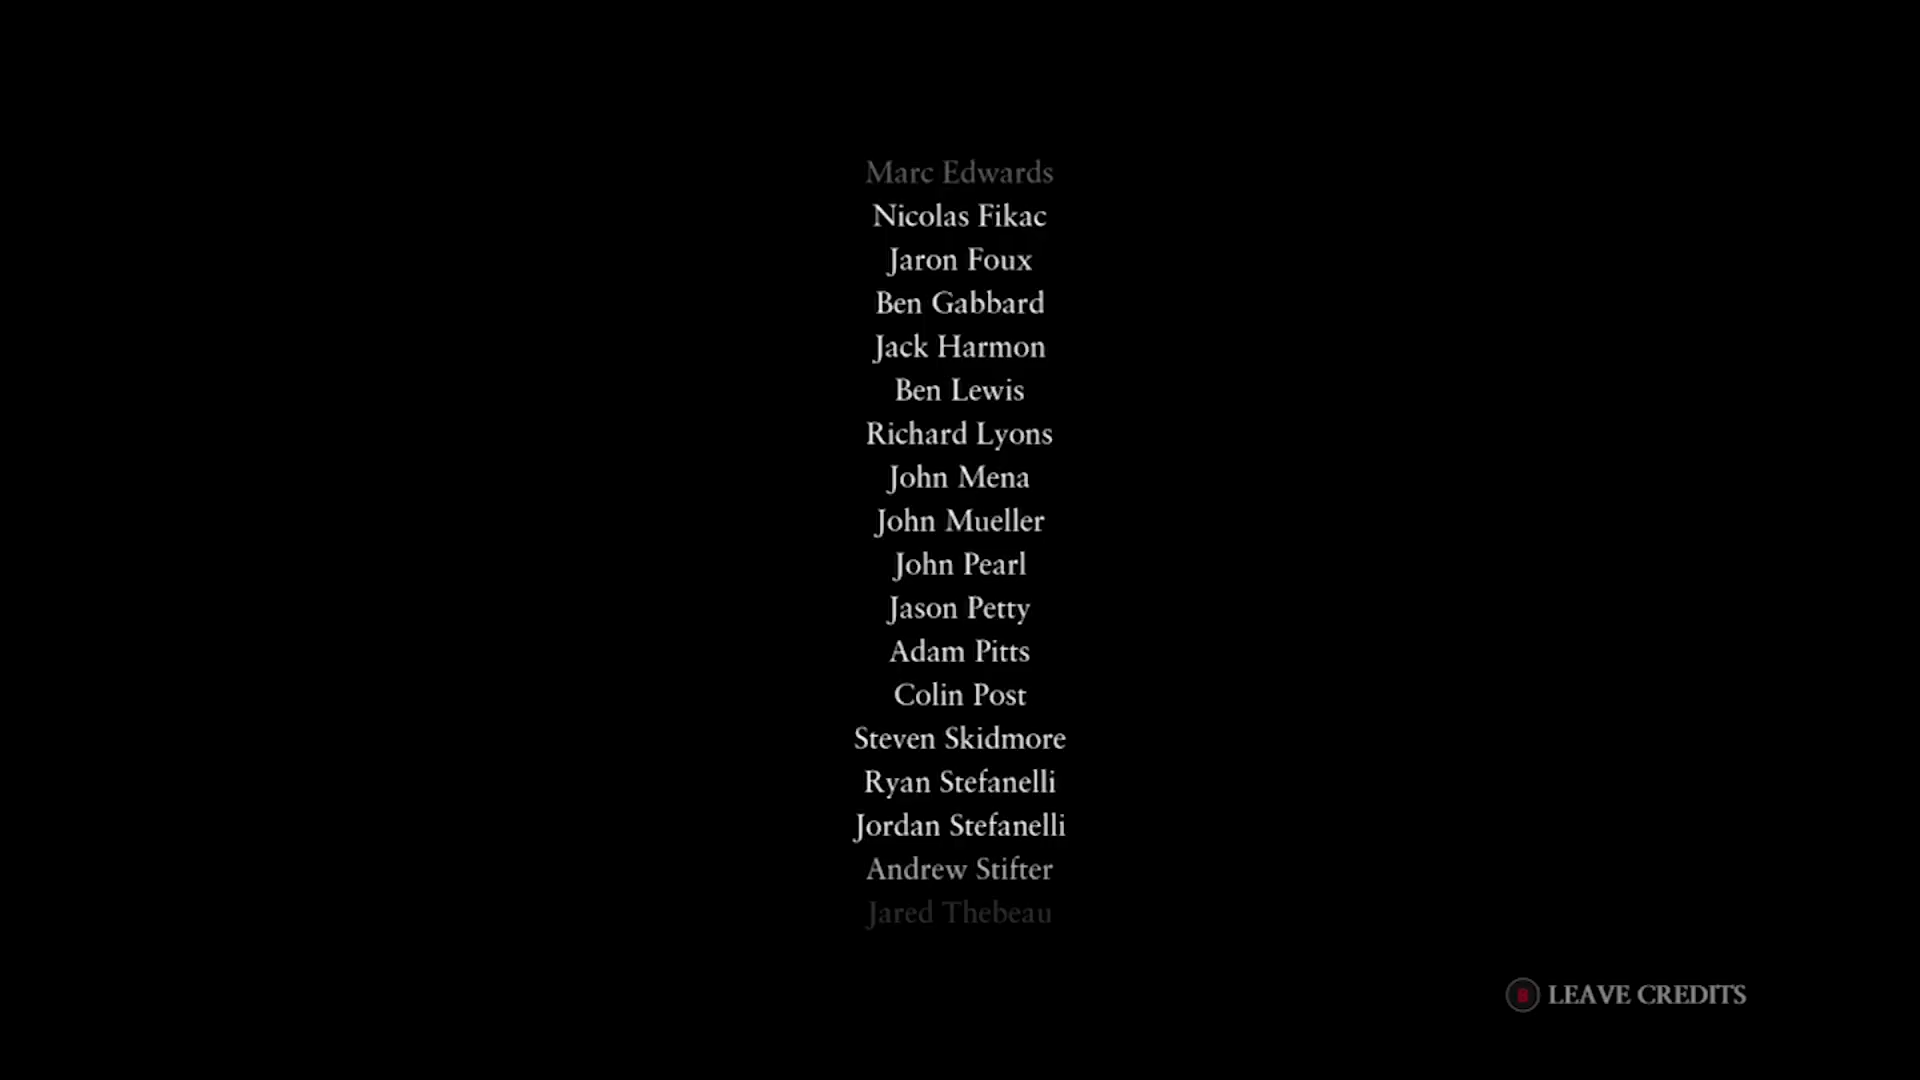 Marc Edwards
Nicolas Fikac
Jaron Foux
Ben Gabbard
Jack Harmon
Ben Lewis
Richard Lyons
John Mena
John Mueller
John Pearl
Jason Petty
Adam Pitts
Colin Post
Steven Skidmore
Ryan Stefanelli
Jordan Stefanelli
Andrew Stifter
Jared Thebeau
B LEAVE CREDITS